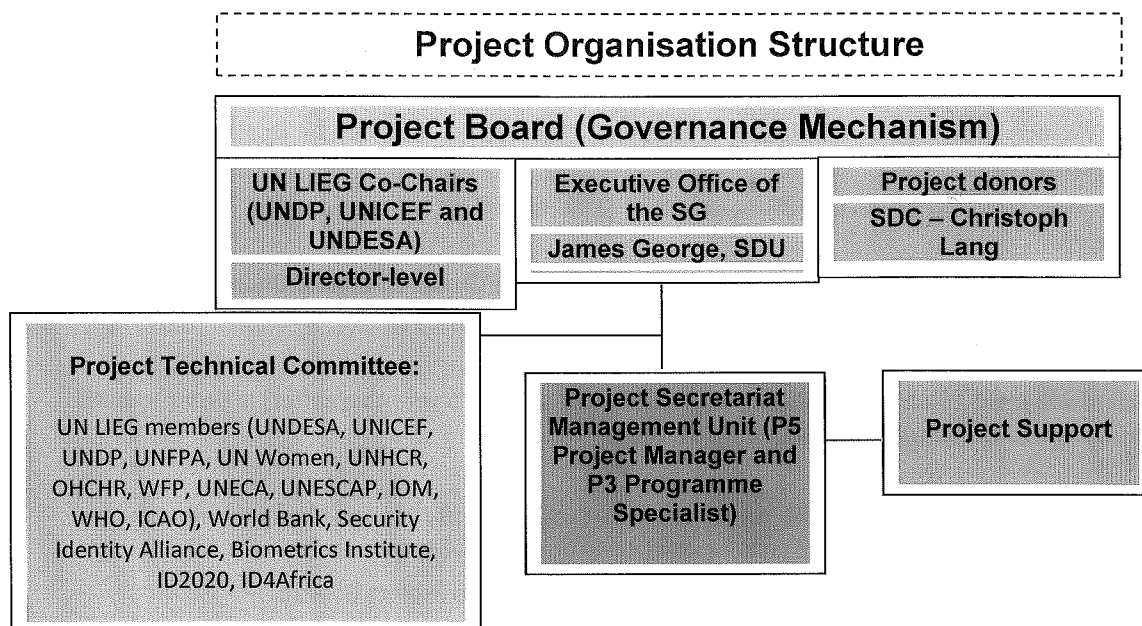 Project Organisation Structure
Project Board (Governance Mechanism)
UN LIEG Co-Chairs
(UNDP, UNICEF and
UNDESA)
Director-level
Executive Office of
the SG
James George, SDU
Project donors
SDC – Christoph
Lang
Project Technical Committee:
UN LIEG members (UNDESA, UNICEF,
UNDP, UNFPA, UN Women, UNHCR,
OHCHR, WFP, UNECA, UNESCAP, IOM,
WHO, ICAO), World Bank, Security
Identity Alliance, Biometrics Institute,
ID2020, ID4Africa
Project Secretariat
Management Unit (P5
Project Manager and
P3 Programme
Specialist)
Project Support